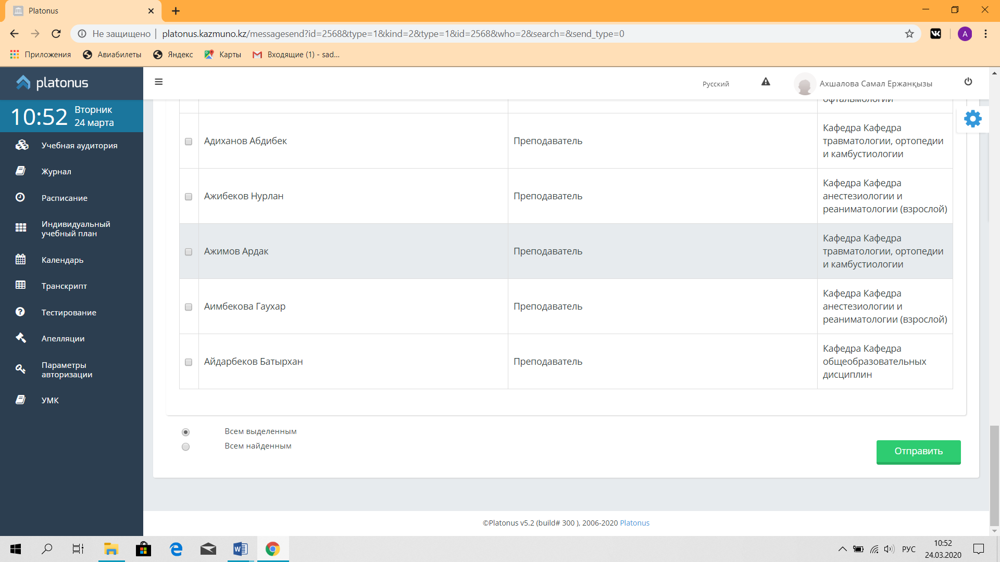 Platonus
Не защищено
platonus.kazmuno.kz/messagesend?id=2568&type=1&kind=2&type=1&id=2568&who=2&search=&send_type=0
A
Приложения
Авиабилеты
Яндекс
Карты
Входящие (1) - sad...
platonus
Русский
Ахшалова Самал Ержанқызы
10:52
Вторник
24 марта
Учебная аудитория
Журнал
Расписание
Индивидуальный
учебный план
Календарь
Транскрипт
Тестирование
Апелляции
Параметры
авторизации
УМК
офтальмологии
Адиханов Абдибек
Преподаватель
Кафедра Кафедра
травматологии, ортопедии
и камбустиологии
Ажибеков Нурлан
Преподаватель
Кафедра Кафедра
анестезиологии и
реаниматологии (взрослой)
Ажимов Ардак
Преподаватель
Кафедра Кафедра
травматологии, ортопедии
и камбустиологии
Аимбекова Гаухар
Преподаватель
Кафедра Кафедра
анестезиологии и
реаниматологии (взрослой)
Айдарбеков Батырхан
Преподаватель
Кафедра Кафедра
общеобразовательных
дисциплин
Всем выделенным
Всем найденным
Отправить
©Platonus v5.2 (build# 300 ), 2006-2020 Platonus
РУС
10:52
24.03.2020